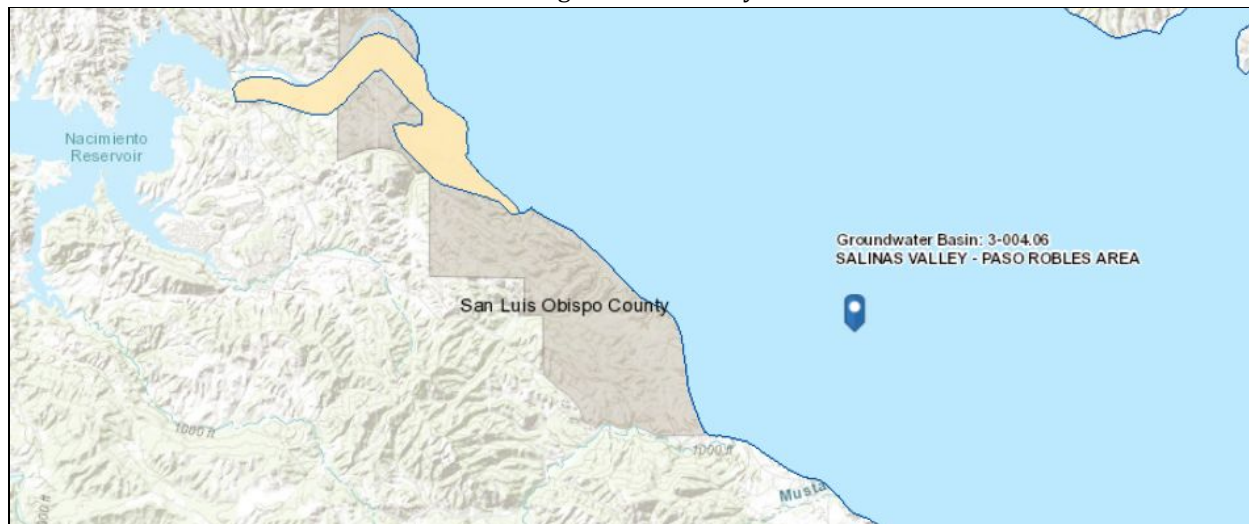 Nacimiento
Reservoir
Groundwater Basin: 3-004.06
SALINAS VALLEY - PASO ROBLES AREA
San Luis Obispo County
1000 ft
1000 ft
Musta